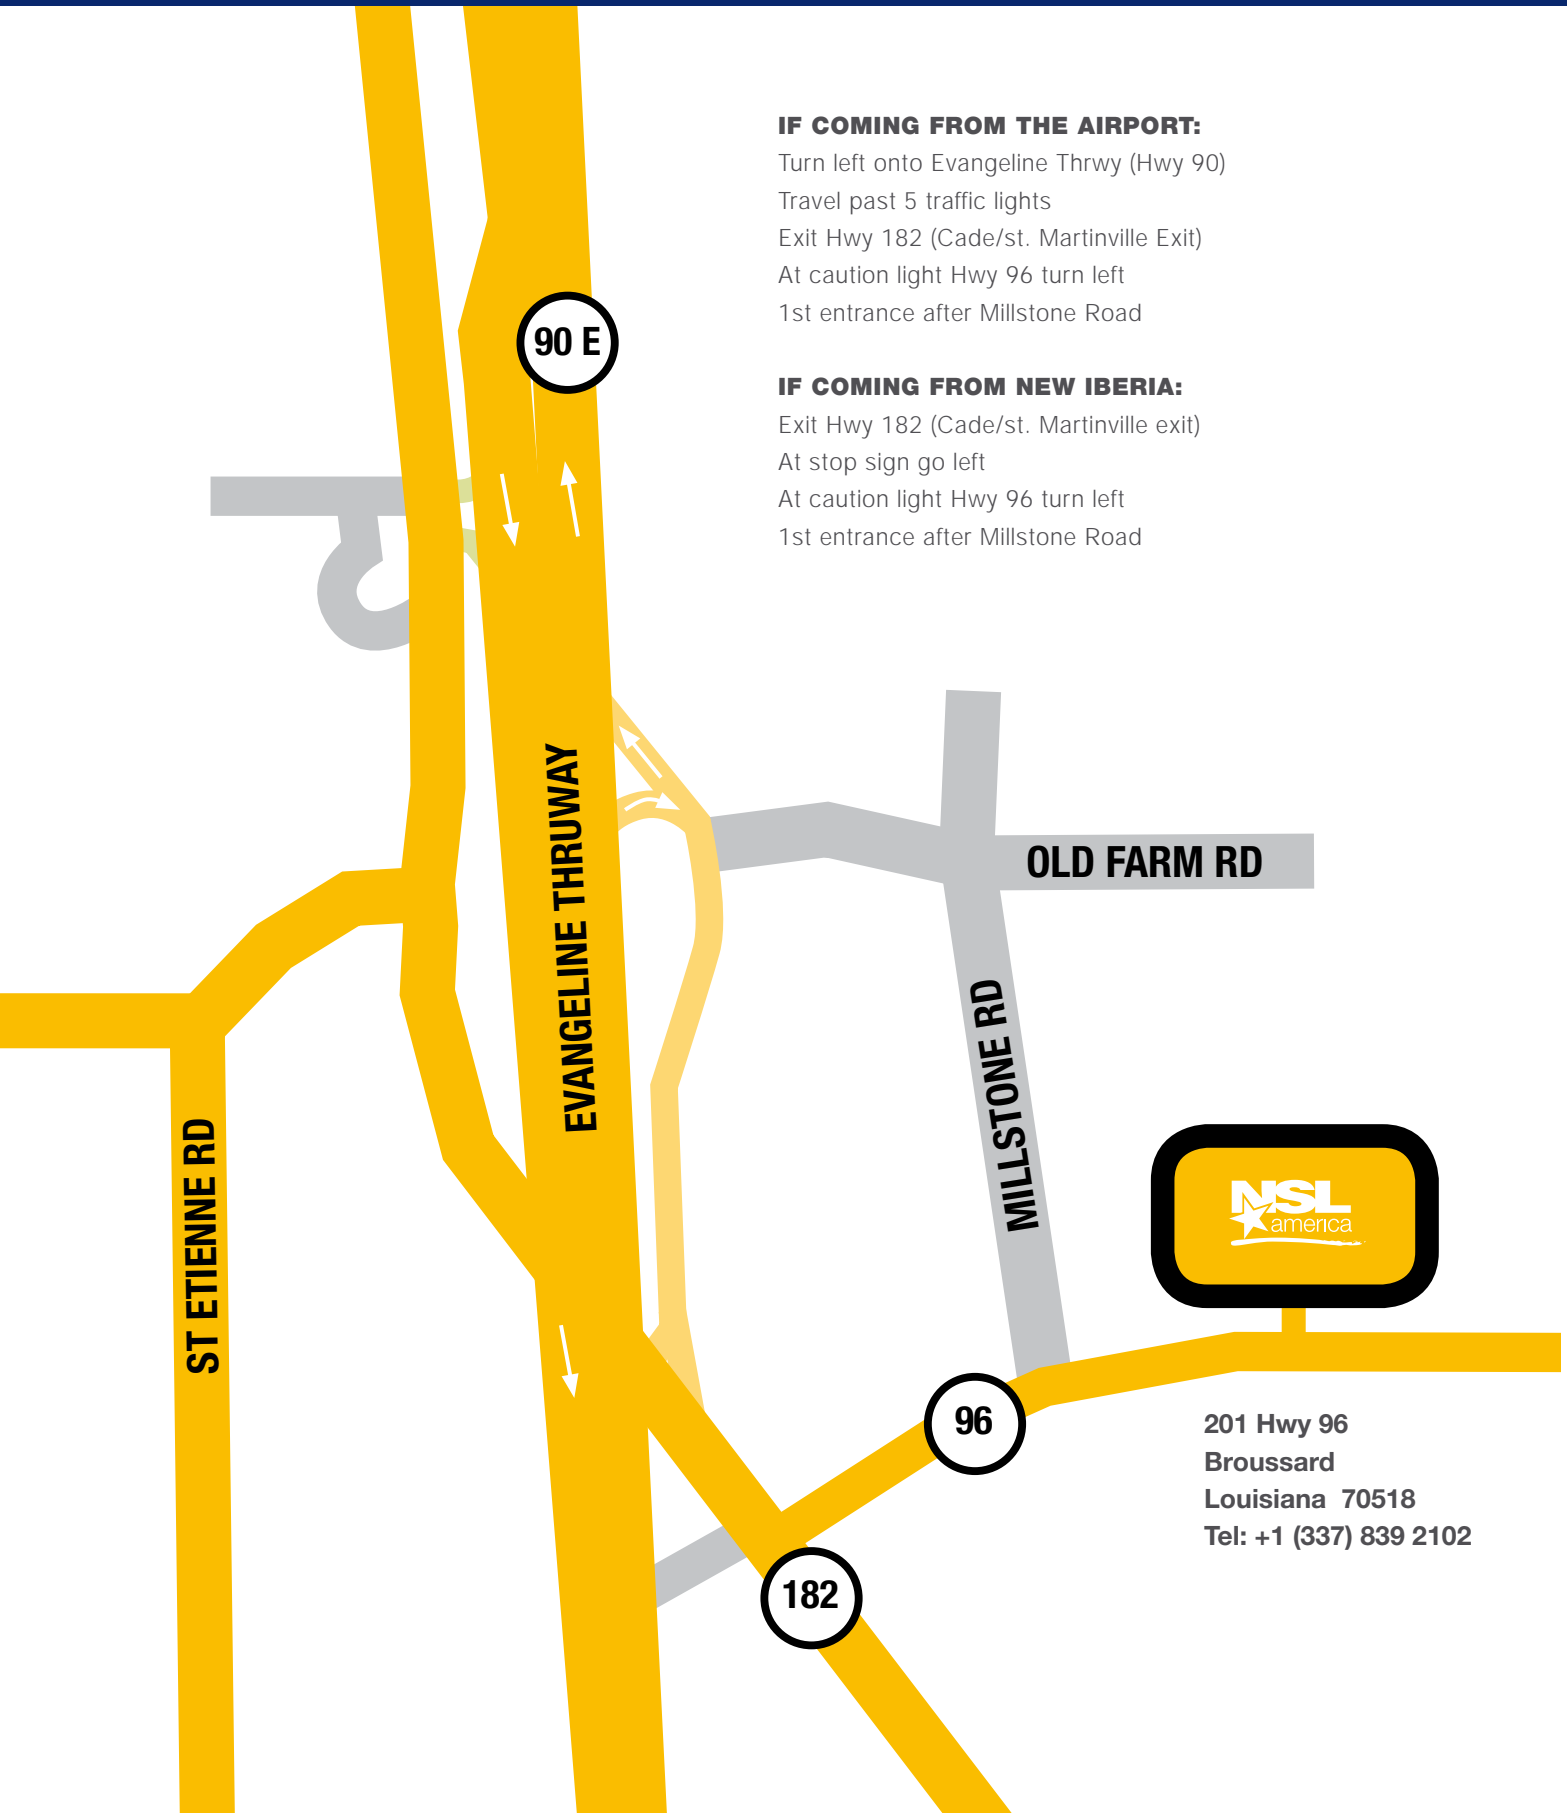 IF COMING FROM THE AIRPORT:
Turn left onto Evangeline Thrwy (Hwy 90)
Travel past 5 traffic lights
Exit Hwy 182 (Cade/st. Martinville Exit)
At caution light Hwy 96 turn left
1st entrance after Millstone Road
IF COMING FROM NEW IBERIA:
Exit Hwy 182 (Cade/st. Martinville exit)
At stop sign go left
At caution light Hwy 96 turn left
1st entrance after Millstone Road
90 E
EVANGELINE THRUWAY
OLD FARM RD
MILLSTONE RD
ST ETIENNE RD
NSL
america
96
201 Hwy 96
Broussard
Louisiana 70518
Tel: +1 (337) 839 2102
182